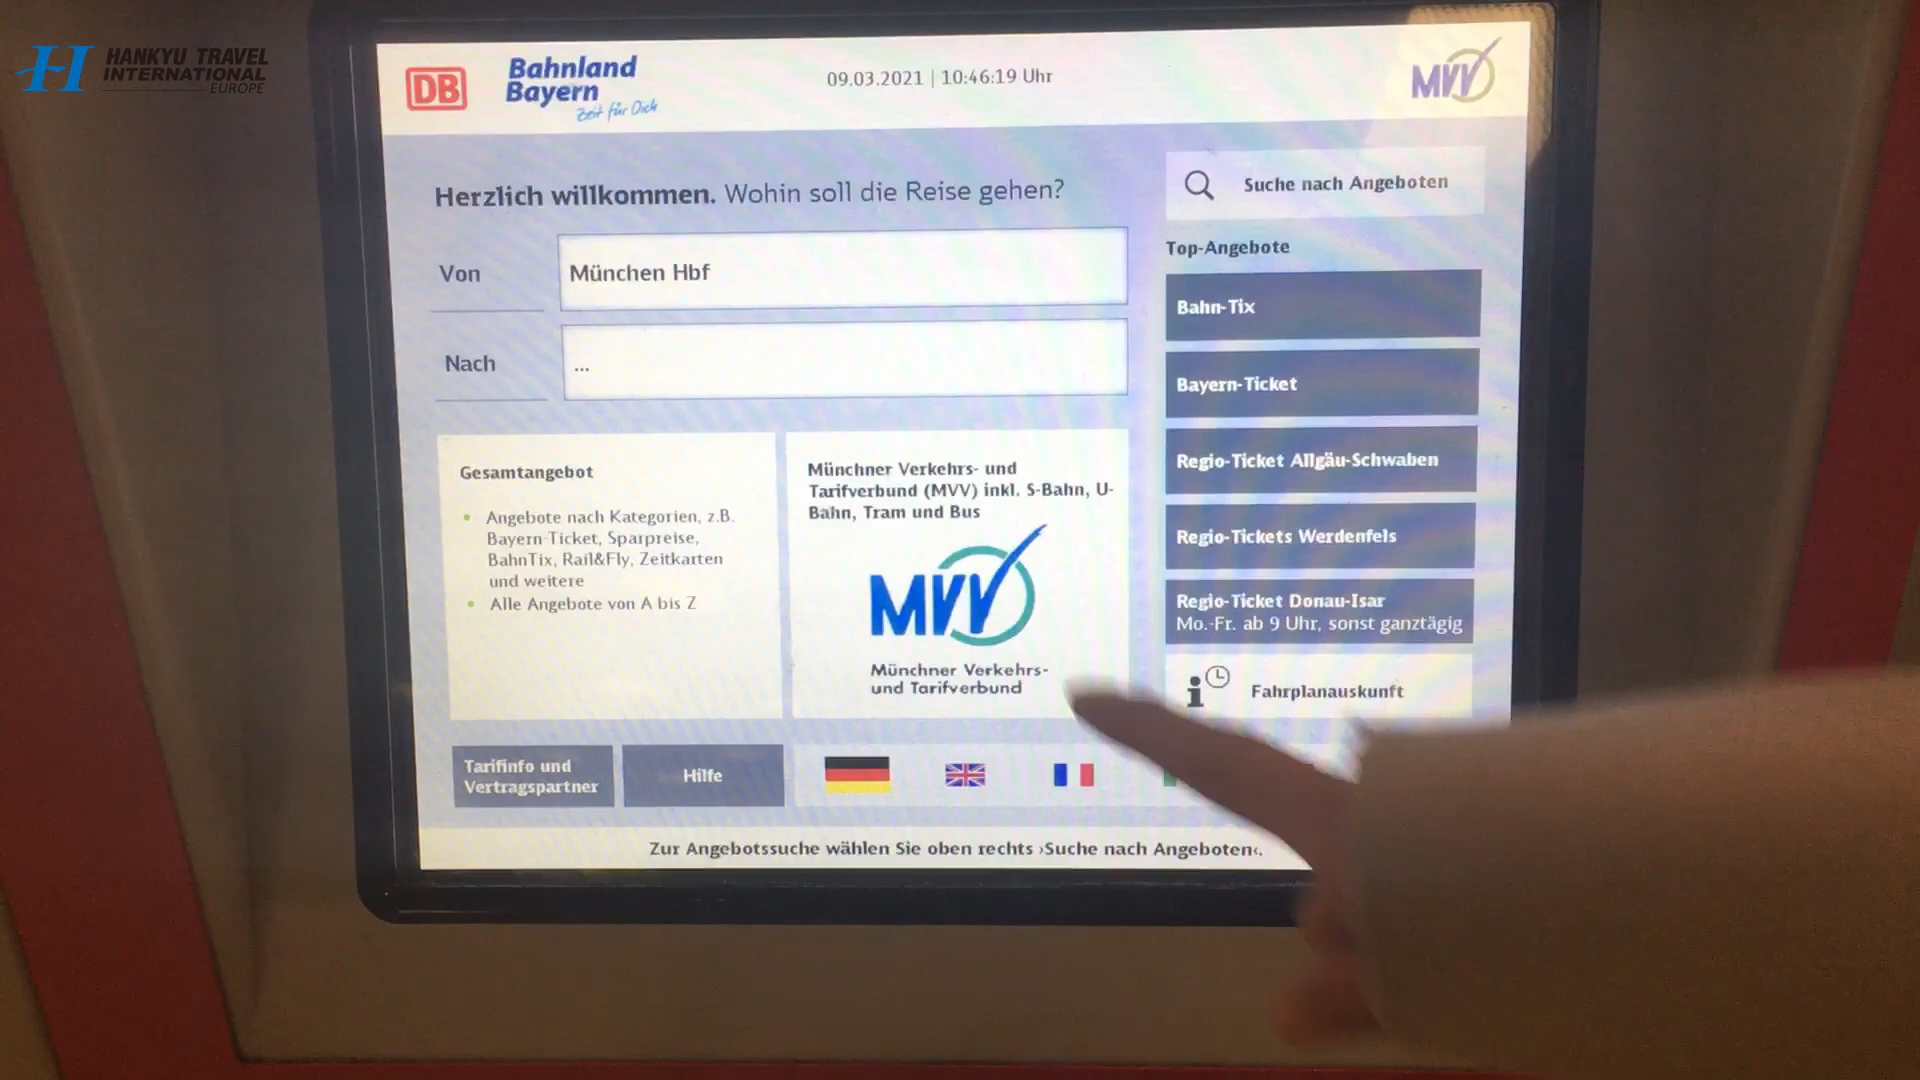 HANKYU TRAVEL
INTERNATIONAL
EUROPE
DB
Bahnland
Bayern
Zeit für Dich
09.03.2021 | 10:46:19 Uhr
MVV
Herzlich willkommen. Wohin soll die Reise gehen?
Von
München Hbf
Nach
...
Suche nach Angeboten
Top-Angebote
Bahn-Tix
Bayern-Ticket
Regio-Ticket Allgäu-Schwaben
Regio-Tickets Werdenfels
Regio-Ticket Donau-Isar
Mo.-Fr. ab 9 Uhr, sonst ganztägig
Fahrplanauskunft
Gesamtangebot
• Angebote nach Kategorien, z.B.
Bayern-Ticket, Sparpreise,
BahnTix, Rail&Fly, Zeitkarten
und weitere
• Alle Angebote von A bis Z
Münchner Verkehrs- und
Tarifverbund (MVV) inkl. S-Bahn, U-
Bahn, Tram und Bus
MVV
Münchner Verkehrs-
und Tarifverbund
Tarifinfo und
Vertragspartner
Hilfe
Zur Angebotssuche wählen Sie oben rechts ›Suche nach Angeboten‹.